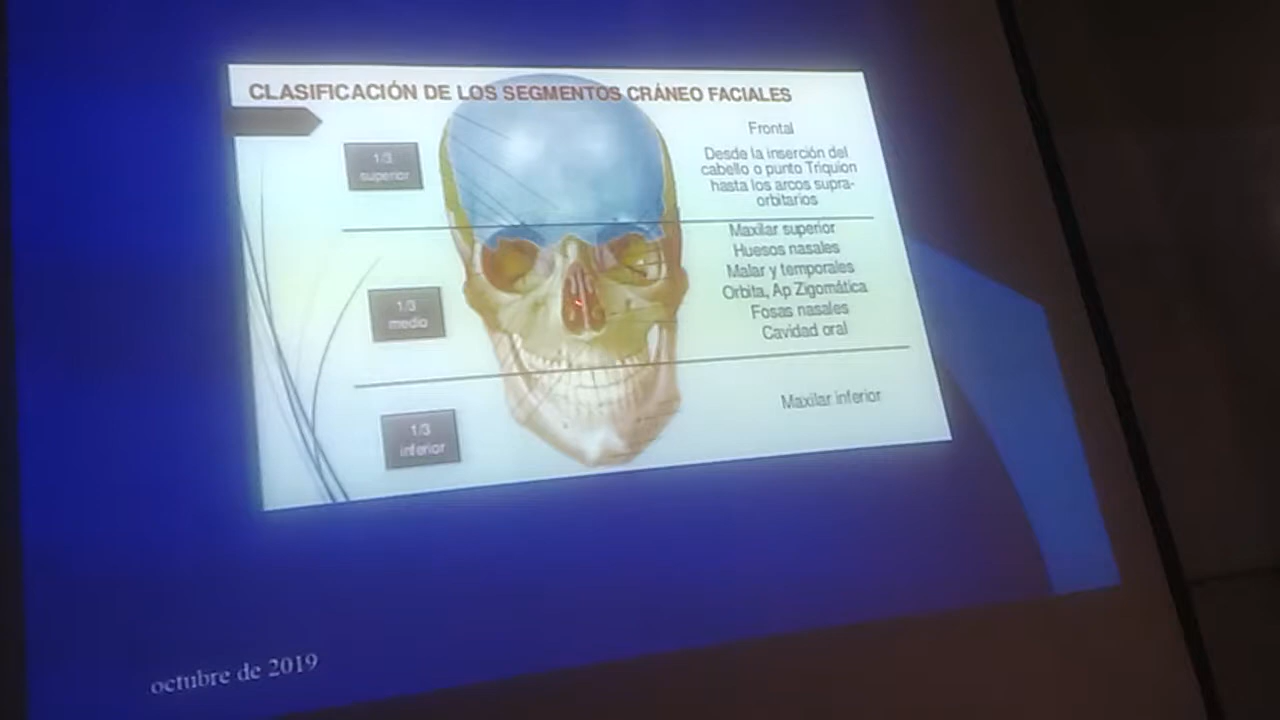 CLASIFICACIÓN DE LOS SEGMENTOS CRÁNEO FACIALES
1/3
superior
Frontal
Desde la inserción del
cabello o punto Triquion
hasta los arcos supra-
orbitarios
1/3
medio
Maxilar superior
Huesos nasales
Malar y temporales
Orbita, Ap Zigomática
Fosas nasales
Cavidad oral
1/3
inferior
Maxilar inferior
octubre de 2019